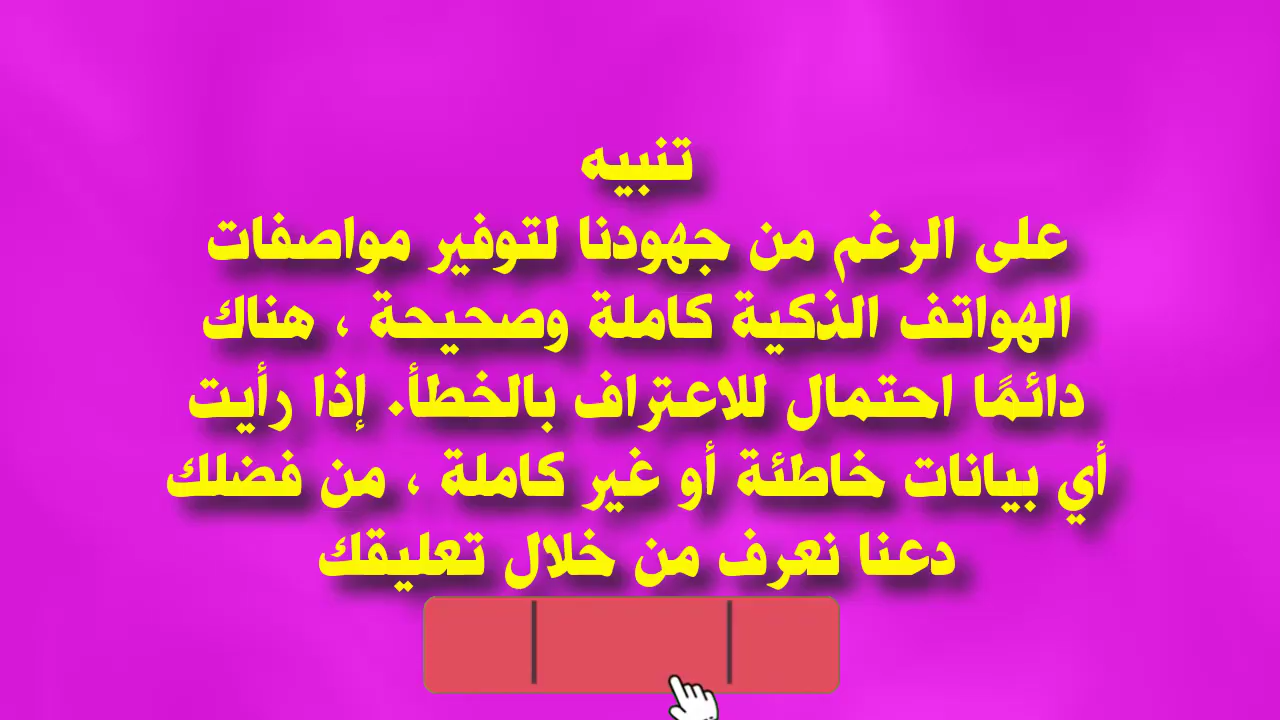 تنبيه
على الرغم من جهودنا لتوفير مواصفات
الهواتف الذكية كاملة وصحيحة ، هناك
دائمًا احتمال للاعتراف بالخطأ. إذا رأيت
أي بيانات خاطئة أو غير كاملة ، من فضلك
دعنا نعرف من خلال تعليقك